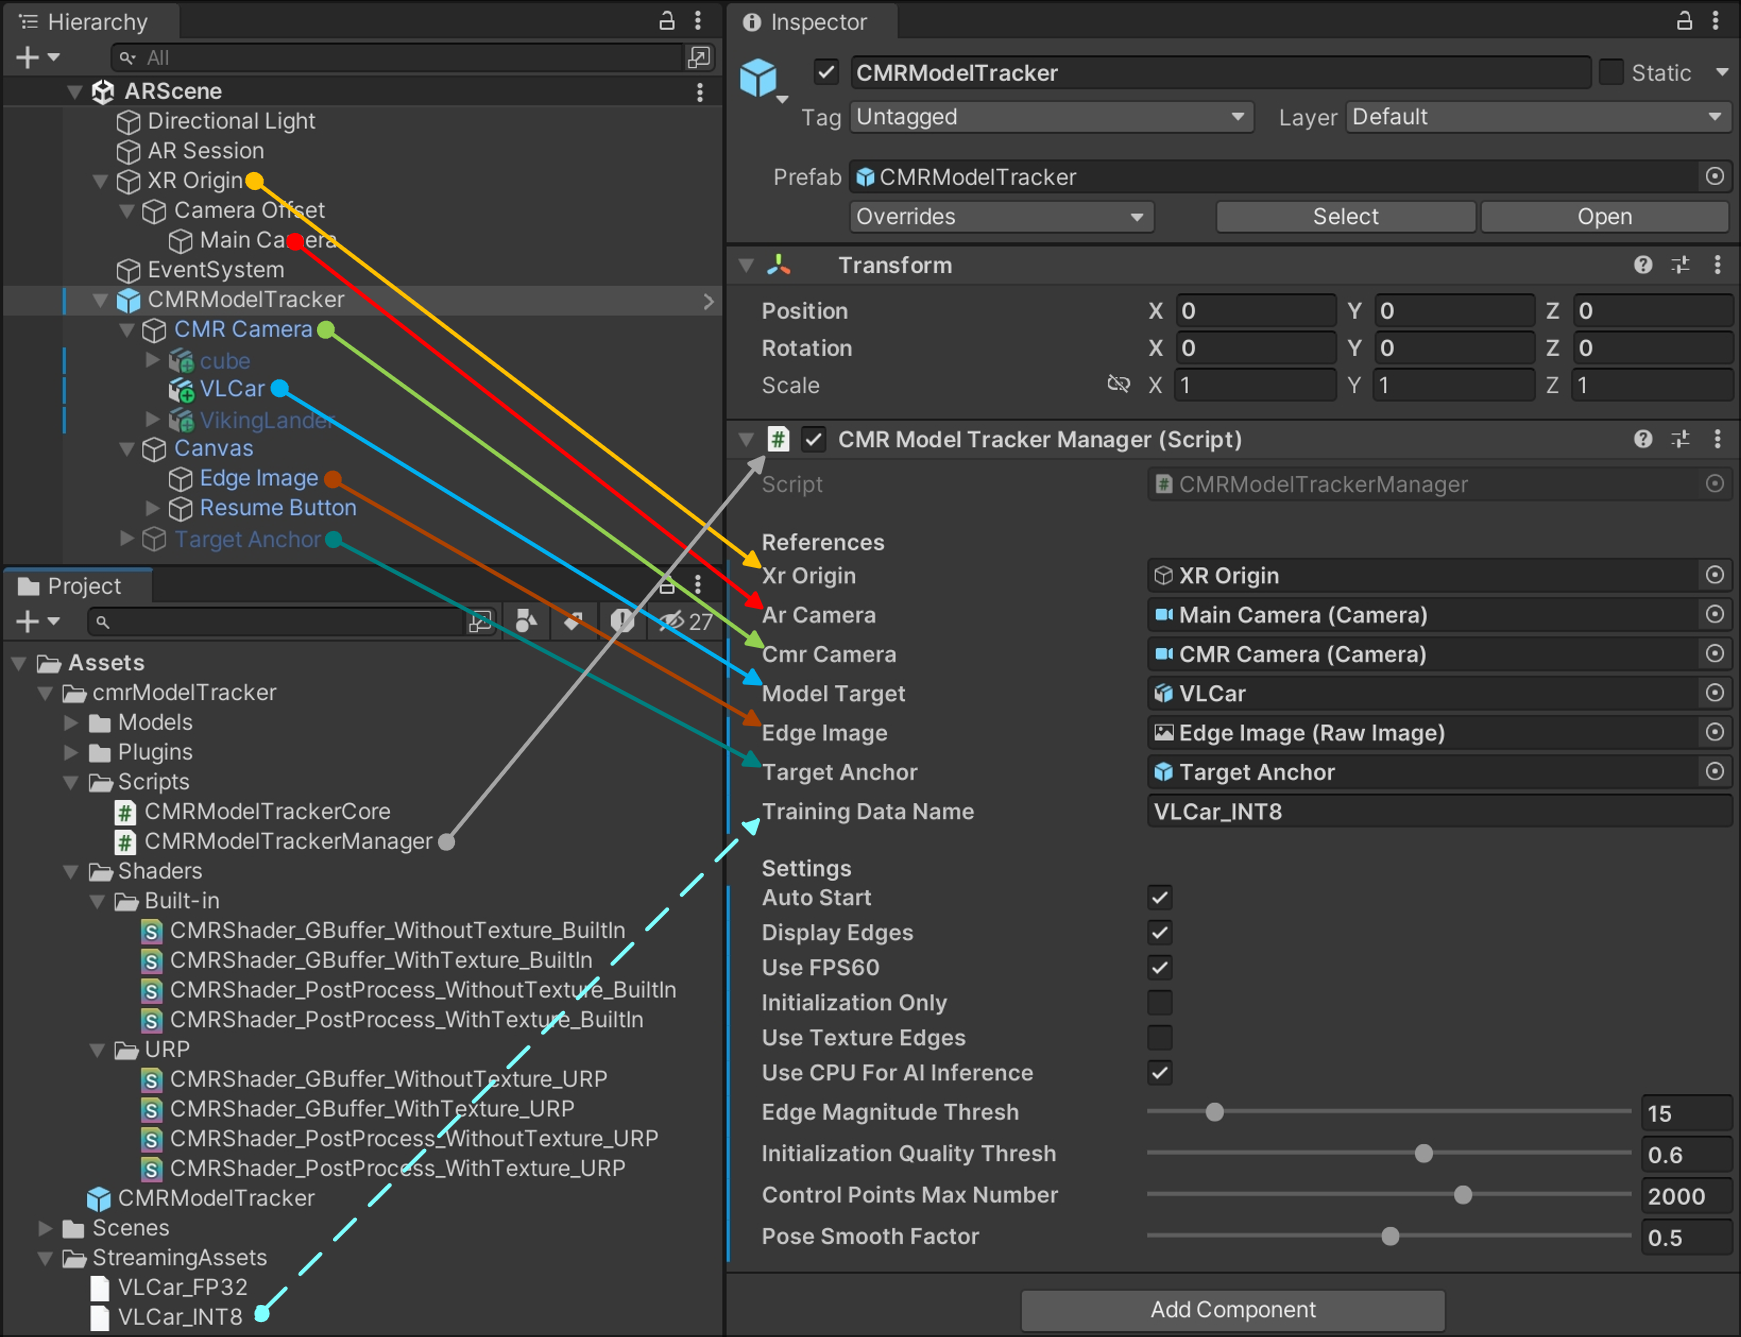 Hierarchy
All
ARScene
Directional Light
AR Session
XR Origin
Camera Offset
Main Camera
EventSystem
CMRModelTracker
CMR Camera
cube
VLCar
VikingLander
Canvas
Edge Image
Resume Button
Target Anchor
Project
27
Assets
cmrModelTracker
Models
Plugins
Scripts
CMRModelTrackerCore
CMRModelTrackerManager
Shaders
Built-in
CMRShader_GBuffer_WithoutTexture_BuiltIn
CMRShader_GBuffer_WithTexture_BuiltIn
CMRShader_PostProcess_WithoutTexture_BuiltIn
CMRShader_PostProcess_WithTexture_BuiltIn
URP
CMRShader_GBuffer_WithoutTexture_URP
CMRShader_GBuffer_WithTexture_URP
CMRShader_PostProcess_WithoutTexture_URP
CMRShader_PostProcess_WithTexture_URP
CMRModelTracker
Scenes
StreamingAssets
VLCar_FP32
VLCar_INT8
Inspector
CMRModelTracker Static
Tag Untagged Layer Default
Prefab CMRModelTracker
Overrides Select Open
Transform
Position X 0 Y 0 Z 0
Rotation X 0 Y 0 Z 0
Scale X 1 Y 1 Z 1
# CMR Model Tracker Manager (Script)
Script # CMRModelTrackerManager
References
Xr Origin XR Origin
Ar Camera Main Camera (Camera)
Cmr Camera CMR Camera (Camera)
Model Target VLCar
Edge Image Edge Image (Raw Image)
Target Anchor Target Anchor
Training Data Name VLCar_INT8
Settings
Auto Start
Display Edges
Use FPS60
Initialization Only
Use Texture Edges
Use CPU For AI Inference
Edge Magnitude Thresh 15
Initialization Quality Thresh 0.6
Control Points Max Number 2000
Pose Smooth Factor 0.5
Add Component